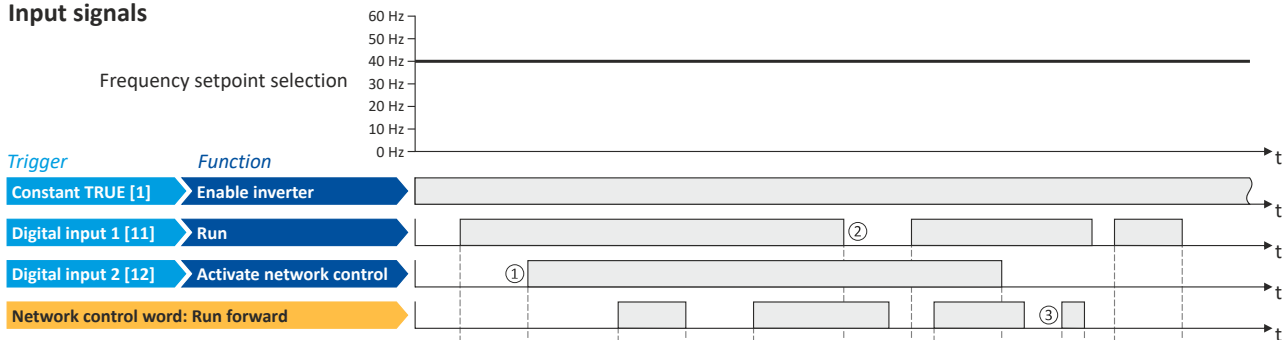 Input signals
60 Hz
50 Hz
Frequency setpoint selection
40 Hz
30 Hz
20 Hz
10 Hz
0 Hz
t
Trigger Function
Constant TRUE [1] Enable inverter
t
Digital input 1 [11] Run ②
t
Digital input 2 [12] Activate network control ①
t
Network control word: Run forward ③
t